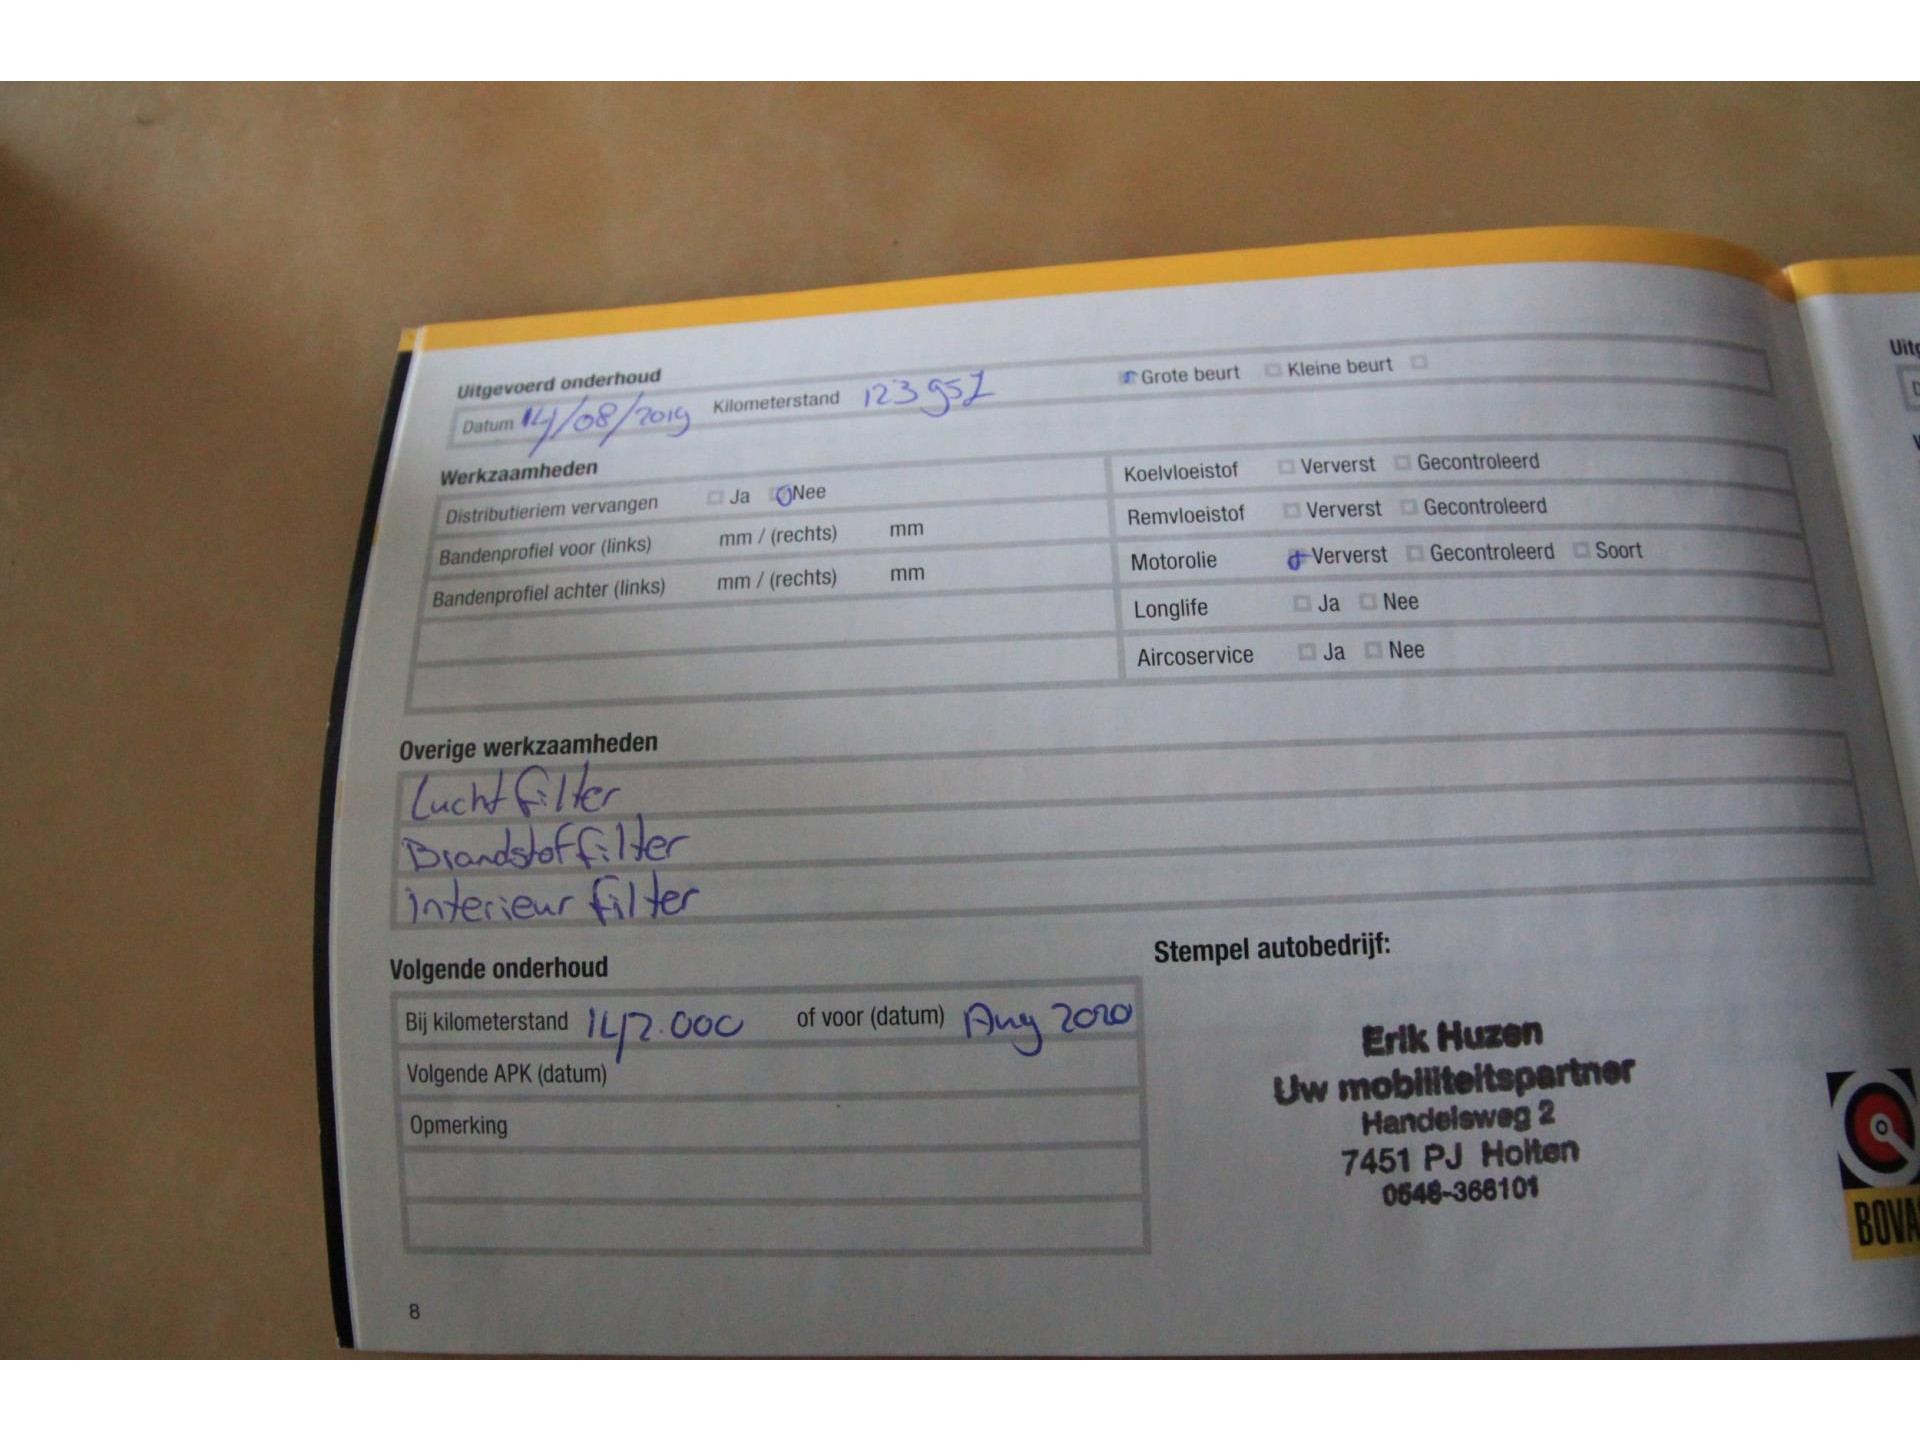 Uitgevoerd onderhoud
Datum 14/08/2019 Kilometerstand 123951 Grote beurt Kleine beurt
Werkzaamheden
Distributieriem vervangen Ja Nee
Bandenprofiel voor (links) mm / (rechts) mm
Bandenprofiel achter (links) mm / (rechts) mm
Koelvloeistof Ververst Gecontroleerd
Remvloeistof Ververst Gecontroleerd
Motorolie Ververst Gecontroleerd Soort
Longlife Ja Nee
Aircoservice Ja Nee
Overige werkzaamheden
Luchtfilter
Brandstoffilter
interieur filter
Volgende onderhoud
Bij kilometerstand 142.000 of voor (datum) Aug 2020
Volgende APK (datum)
Opmerking
Stempel autobedrijf:
Erik Huzen
Uw mobiliteitspartner
Handelsweg 2
7451 PJ Holten
0548-366101
8